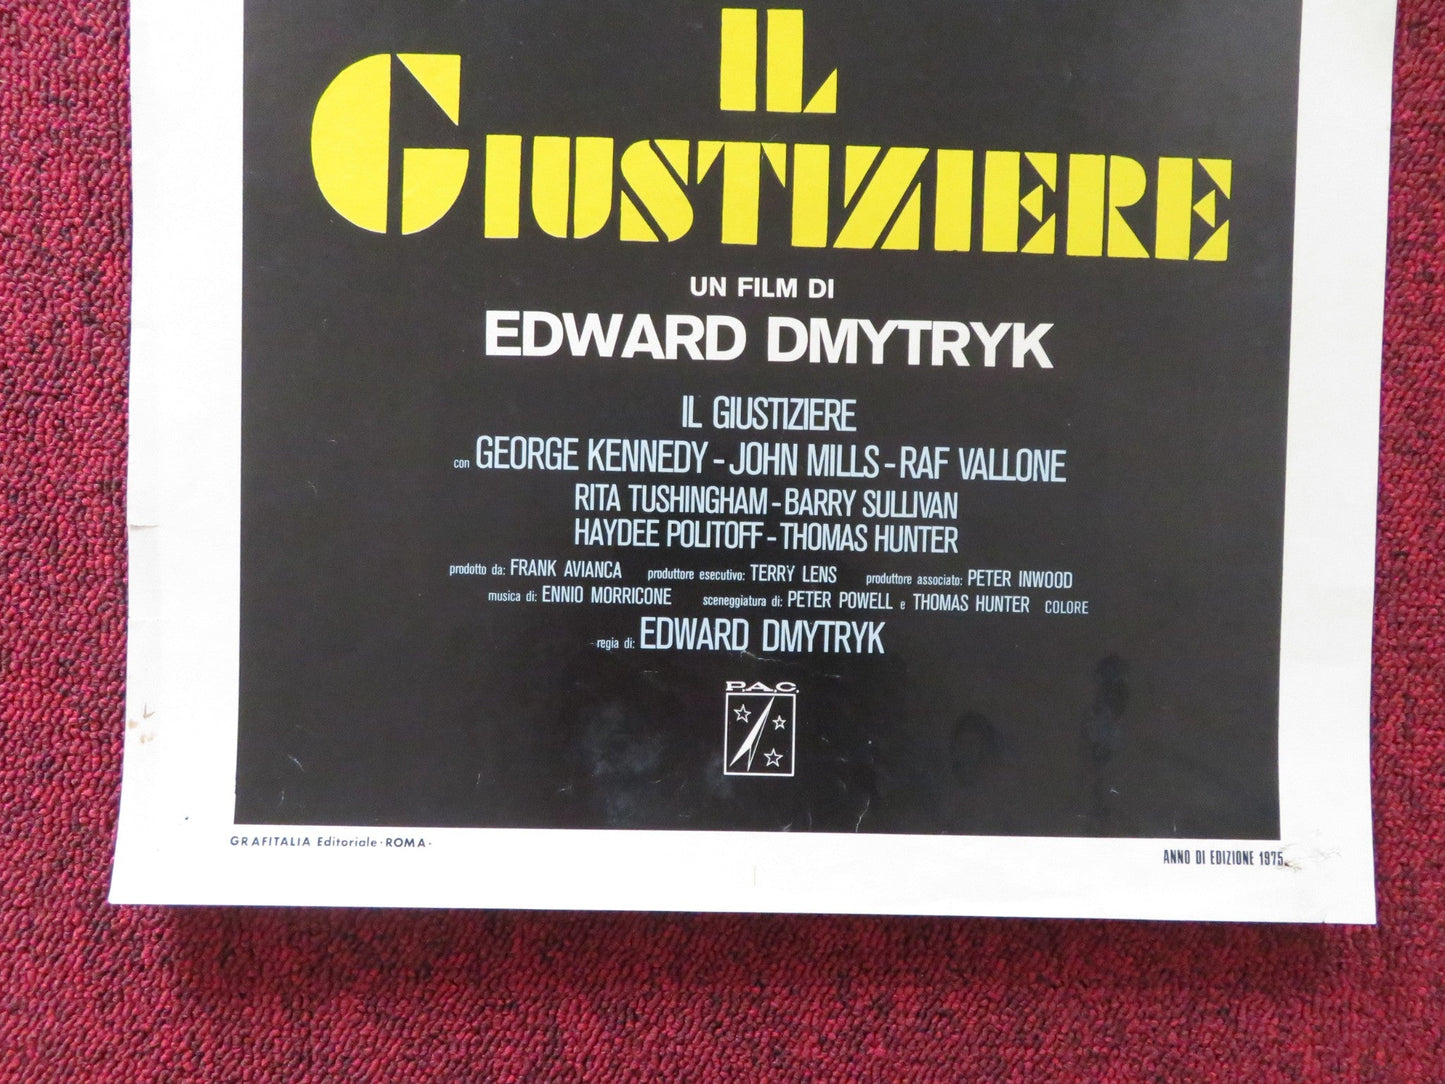 IL
GIUSTIZIERE
UN FILM DI
EDWARD DMYTRYK
IL GIUSTIZIERE
con GEORGE KENNEDY - JOHN MILLS - RAF VALLONE
RITA TUSHINGHAM - BARRY SULLIVAN
HAYDEE POLITOFF - THOMAS HUNTER
prodotto da: FRANK AVIANCA produttore esecutivo: TERRY LENS produttore associato: PETER INWOOD
musica di: ENNIO MORRICONE sceneggiatura di: PETER POWELL e THOMAS HUNTER COLORE
regia di: EDWARD DMYTRYK
P.A.C.
GRAFITALIA Editoriale · ROMA ·
ANNO DI EDIZIONE 1975